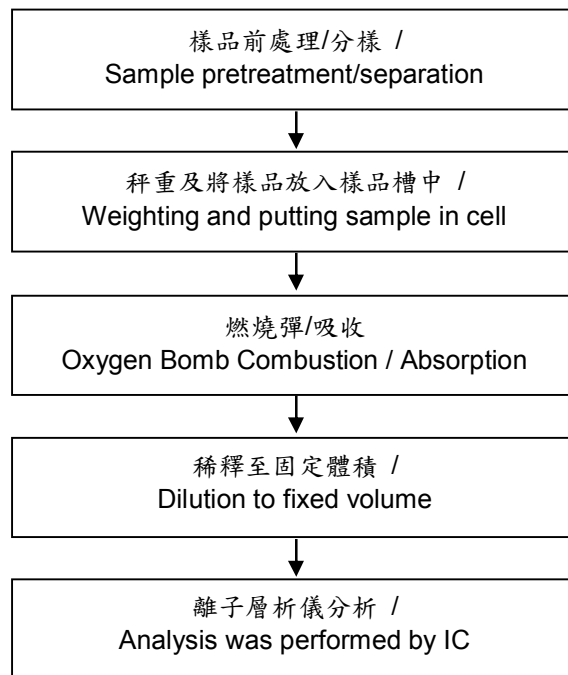 樣品前處理/分樣 /
Sample pretreatment/separation
秤重及將樣品放入樣品槽中 /
Weighting and putting sample in cell
燃燒彈/吸收
Oxygen Bomb Combustion / Absorption
稀釋至固定體積 /
Dilution to fixed volume
離子層析儀分析 /
Analysis was performed by IC